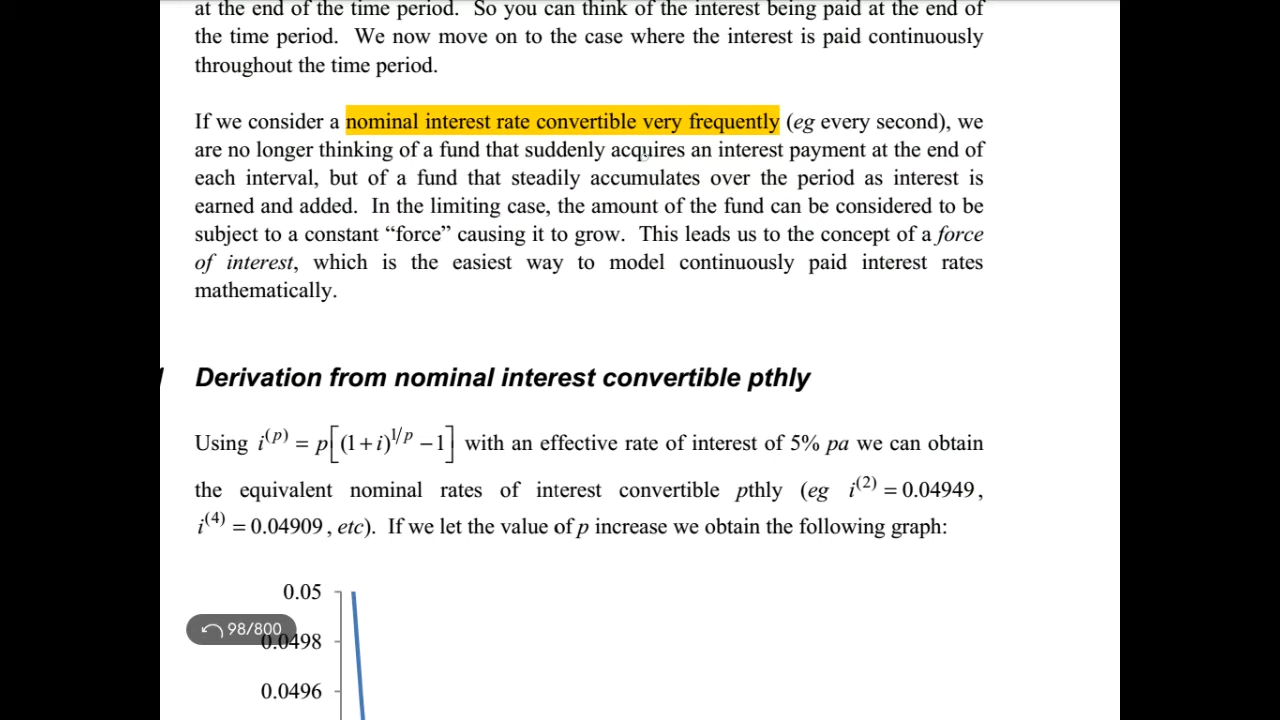 at the end of the time period. So you can think of the interest being paid at the end of
the time period. We now move on to the case where the interest is paid continuously
throughout the time period.
If we consider a nominal interest rate convertible very frequently (eg every second), we
are no longer thinking of a fund that suddenly acquires an interest payment at the end of
each interval, but of a fund that steadily accumulates over the period as interest is
earned and added. In the limiting case, the amount of the fund can be considered to be
subject to a constant “force” causing it to grow. This leads us to the concept of a force
of interest, which is the easiest way to model continuously paid interest rates
mathematically.
Derivation from nominal interest convertible pthly
Using i^(p) = p[(1+i)^1/p −1] with an effective rate of interest of 5% pa we can obtain
the equivalent nominal rates of interest convertible pthly (eg i^(2) = 0.04949,
i^(4) = 0.04909, etc). If we let the value of p increase we obtain the following graph:
0.05
98/800
0.0498
0.0496